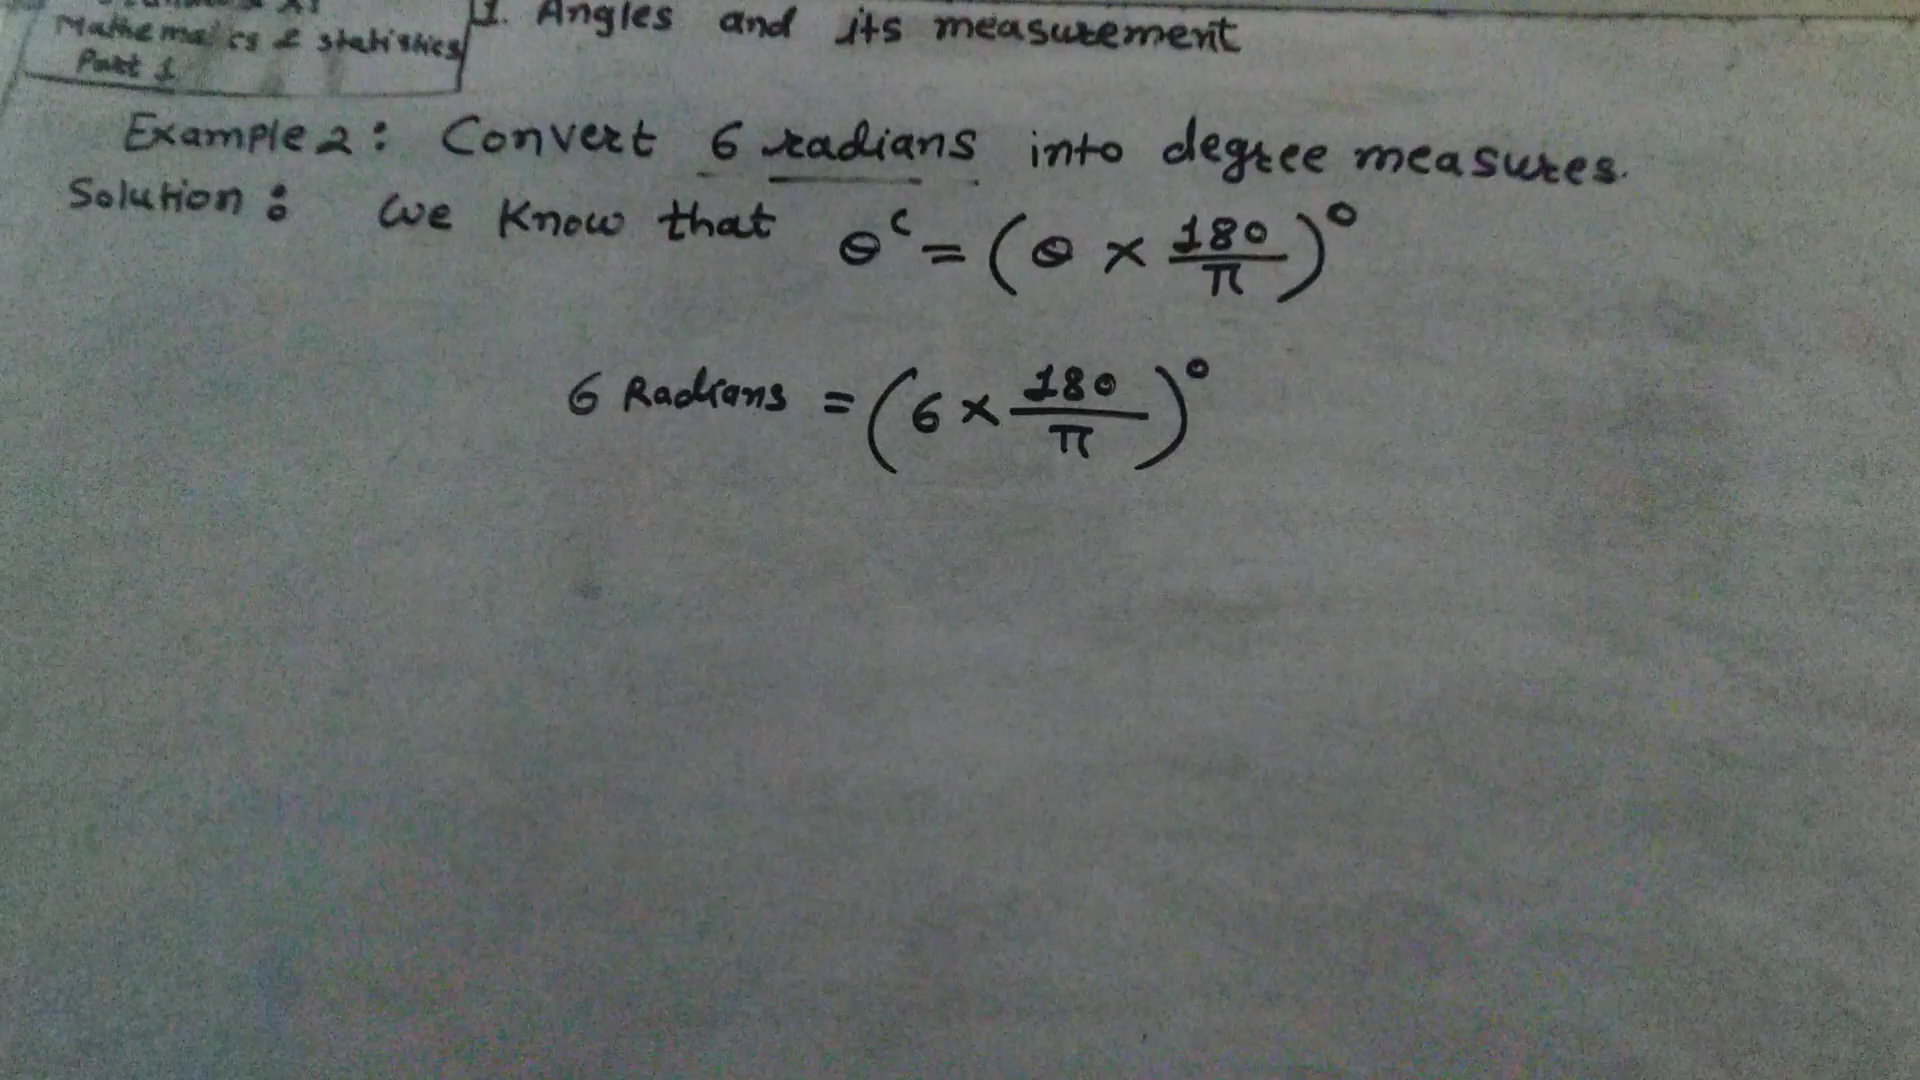 1. Angles and its measurement
Mathematics & statistics
Part 1
Example 2: Convert 6 radians into degree measures.
Solution : We know that θᶜ = (θ × 180/π)°
6 Radians = (6 × 180/π)°